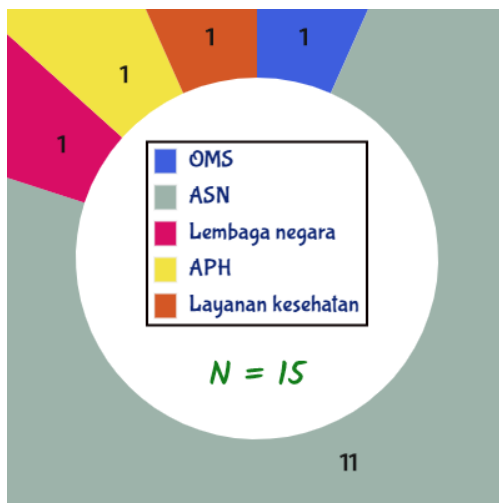 1
1
1
1
OMS
ASN
Lembaga negara
APH
Layanan kesehatan
N = 15
11